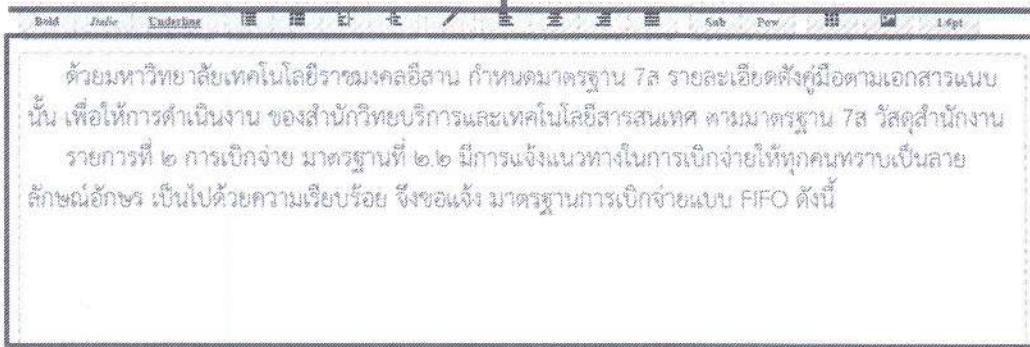 Bold Italic Underline Sub Pow 1.6pt
ด้วยมหาวิทยาลัยเทคโนโลยีราชมงคลอีสาน กำหนดมาตรฐาน 7ส รายละเอียดดังคู่มือตามเอกสารแนบ
นั้น เพื่อให้การดำเนินงาน ของสำนักวิทยบริการและเทคโนโลยีสารสนเทศ ตามมาตรฐาน 7ส วัสดุสำนักงาน
รายการที่ ๒ การเบิกจ่าย มาตรฐานที่ ๒.๒ มีการแจ้งแนวทางในการเบิกจ่ายให้ทุกคนทราบเป็นลาย
ลักษณ์อักษร เป็นไปด้วยความเรียบร้อย จึงขอแจ้ง มาตรฐานการเบิกจ่ายแบบ FIFO ดังนี้